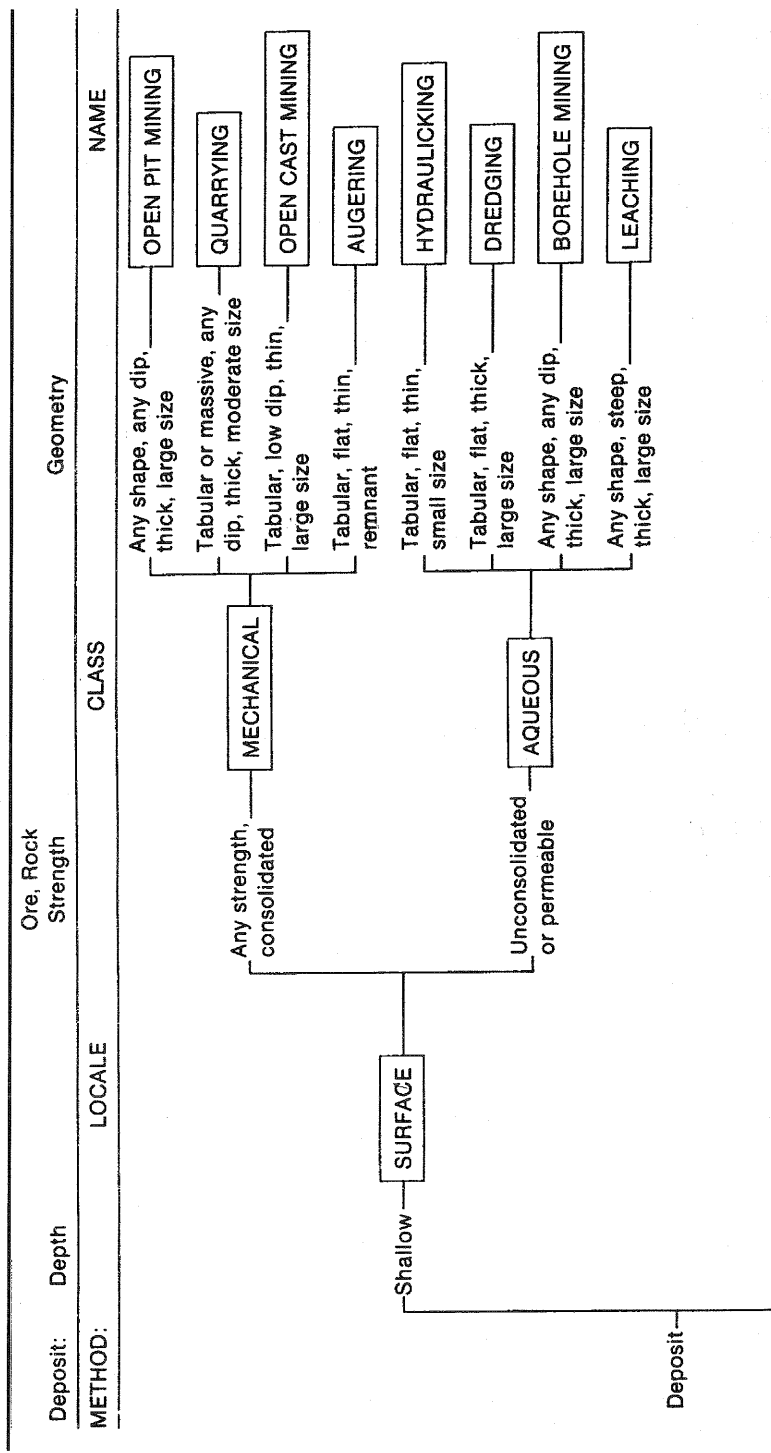 Deposit: Depth Ore, Rock Strength Geometry
METHOD: LOCALE CLASS NAME
Deposit
Shallow
SURFACE
Any strength,
consolidated
MECHANICAL
Any shape, any dip,
thick, large size
OPEN PIT MINING
Tabular or massive, any
dip, thick, moderate size
QUARRYING
Tabular, low dip, thin,
large size
OPEN CAST MINING
Tabular, flat, thin,
remnant
AUGERING
Unconsolidated
or permeable
AQUEOUS
Tabular, flat, thin,
small size
HYDRAULICKING
Tabular, flat, thick,
large size
DREDGING
Any shape, any dip,
thick, large size
BOREHOLE MINING
Any shape, steep,
thick, large size
LEACHING